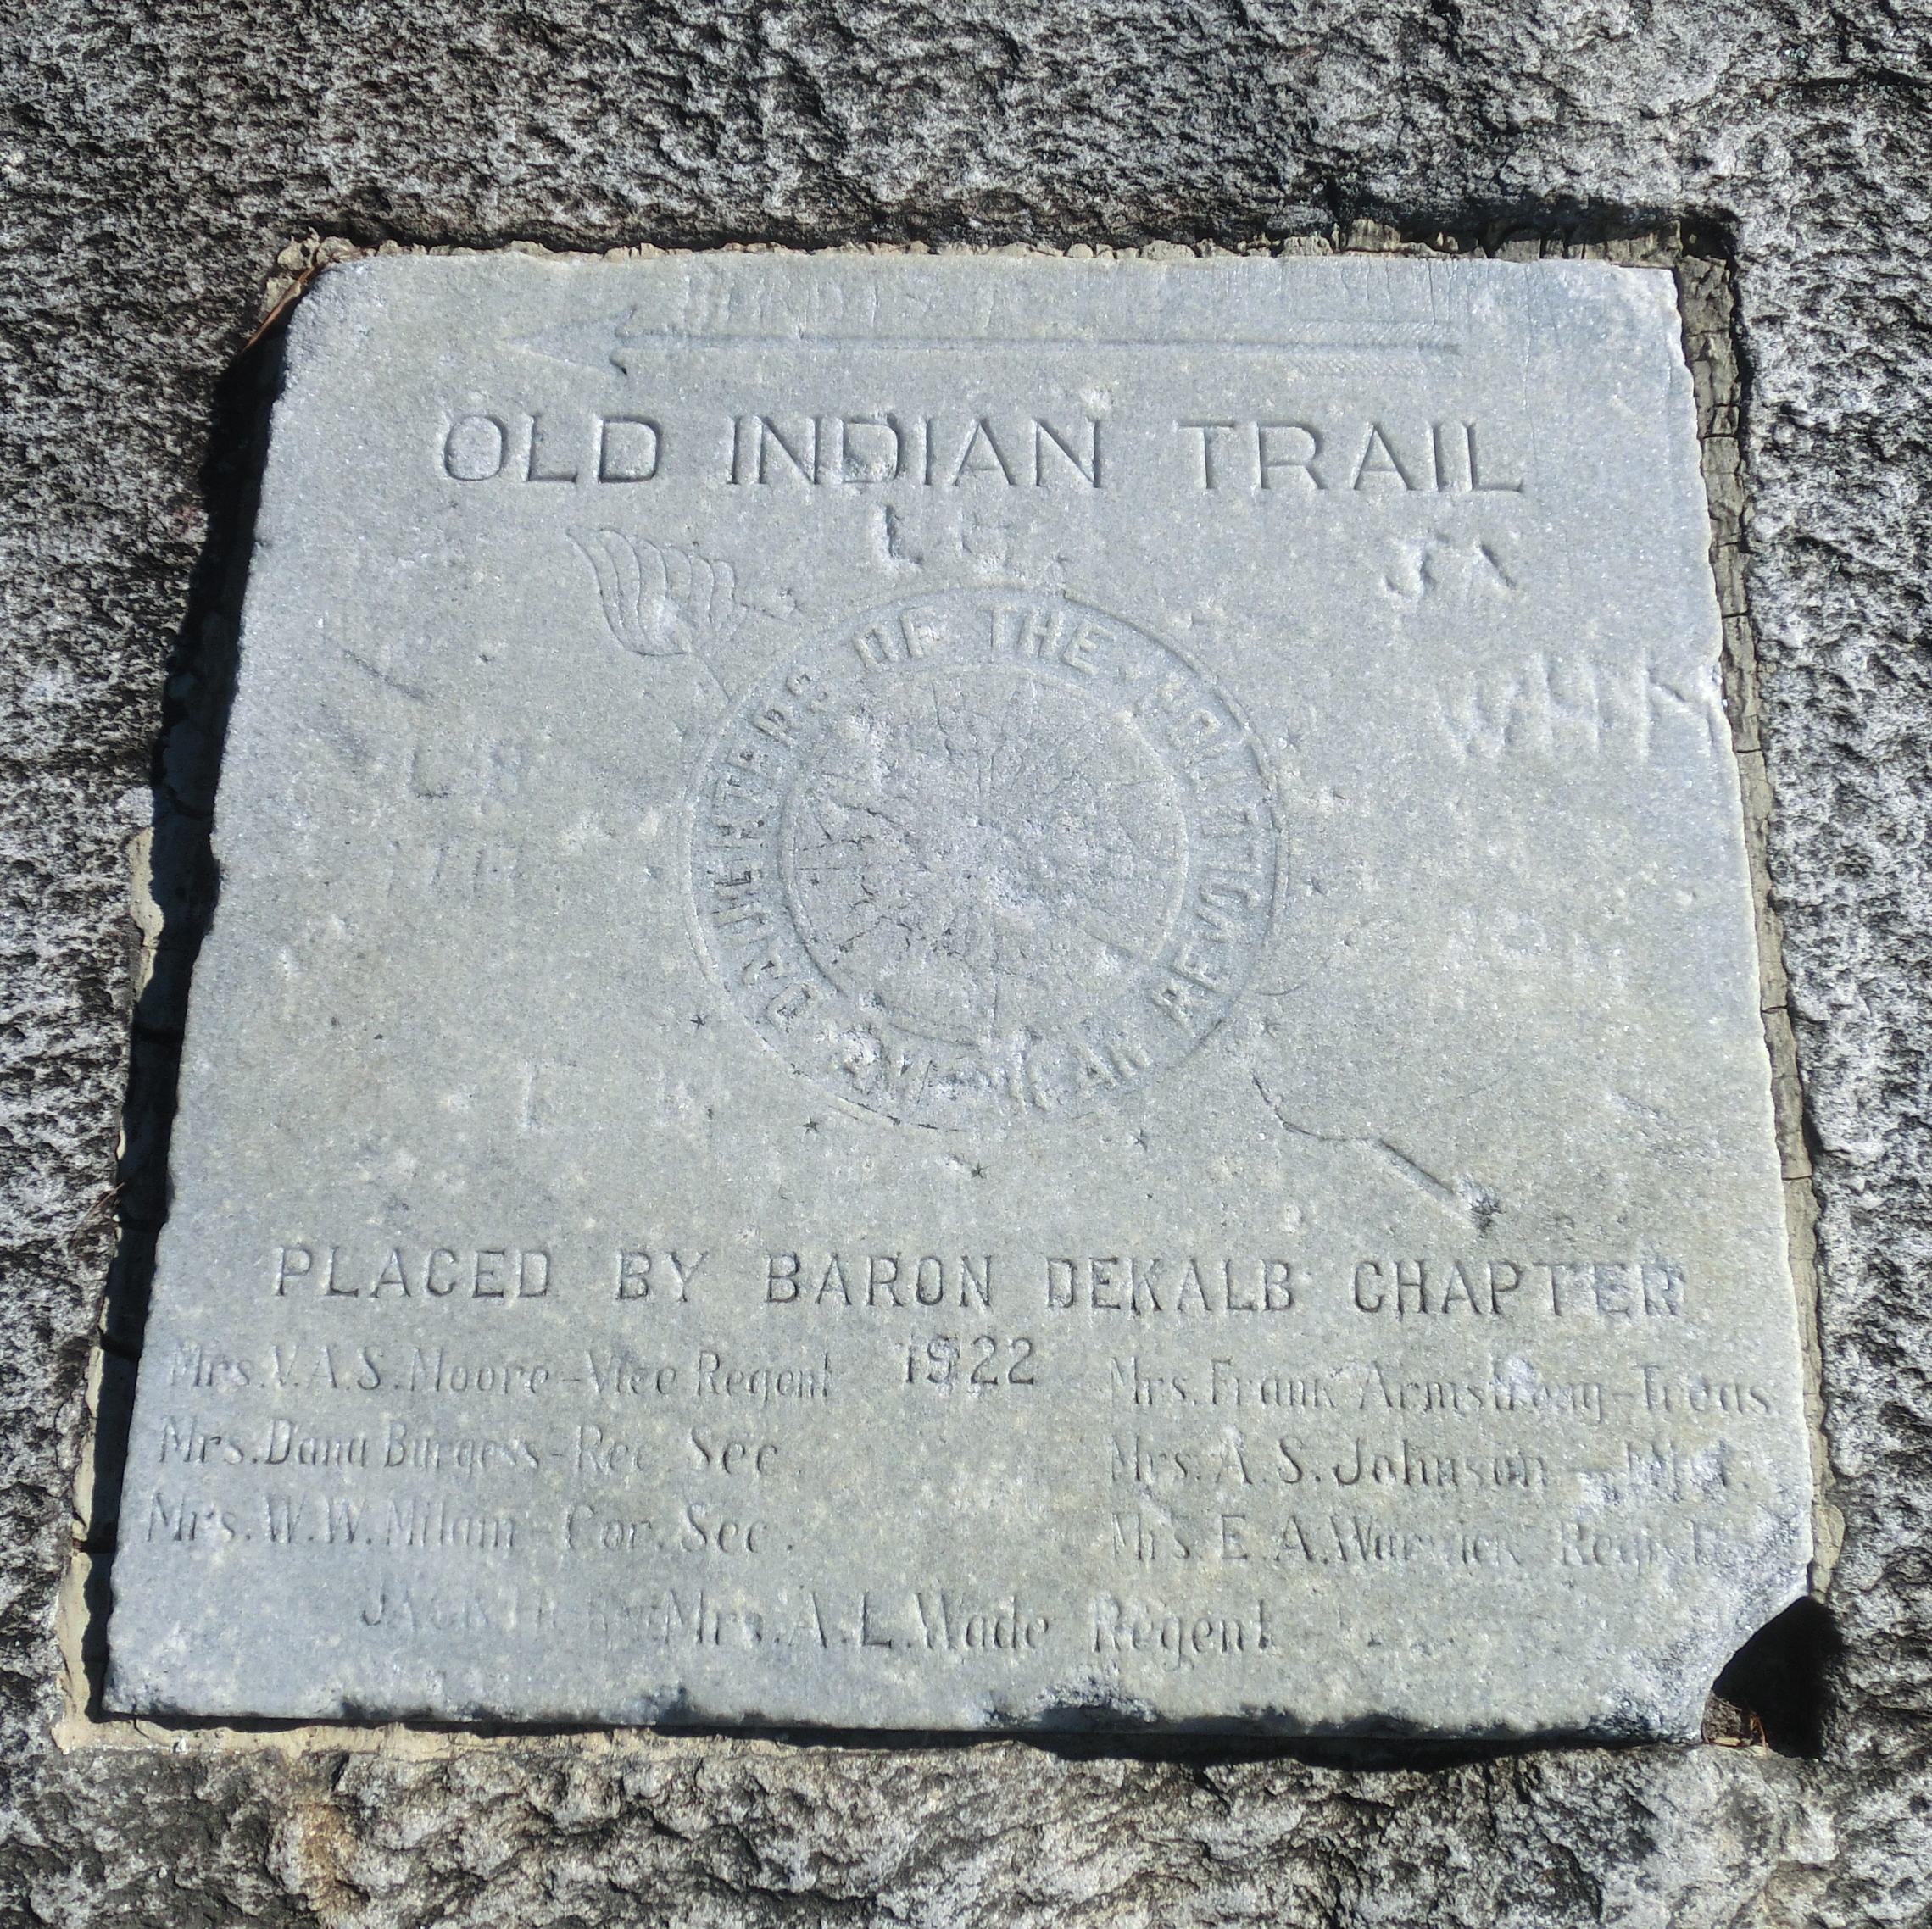 OLD INDIAN TRAIL
DAUGHTERS OF THE AMERICAN REVOLUTION
PLACED BY BARON DEKALB CHAPTER
1922
Mrs. V. A. S. Moore - Vice Regent
Mrs. Dana Burgess - Rec Sec
Mrs. W. W. Milam - Cor. Sec.
Mrs. Frank Armstrong - Treas
Mrs. A. S. Johnson
Mrs. E. A. Warwick
Mrs. A. L. Wade Regent